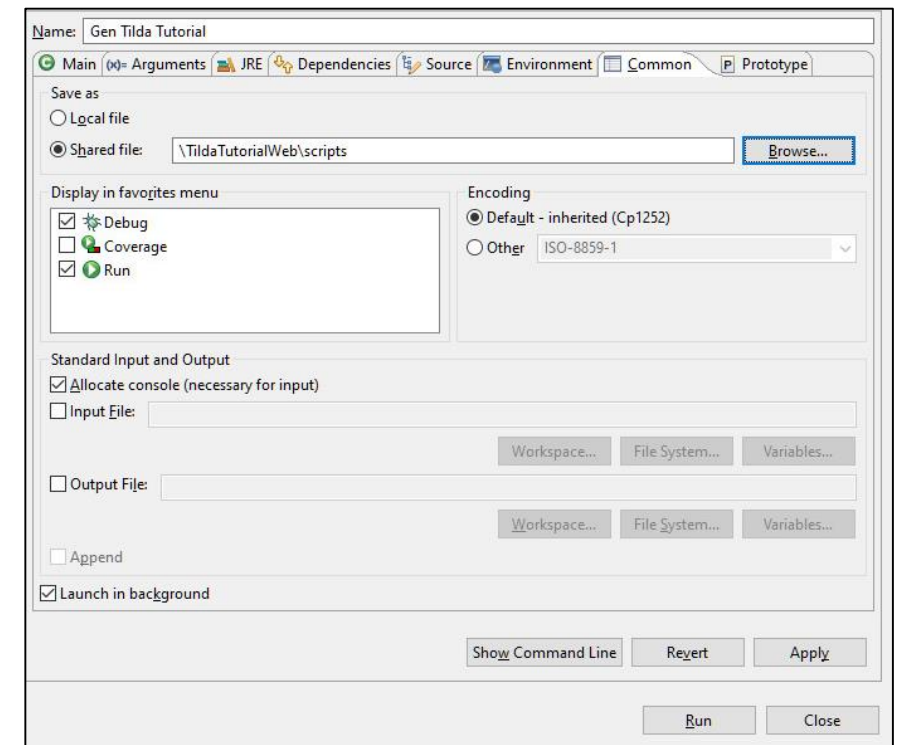 Name: Gen Tilda Tutorial
Main (x)= Arguments JRE Dependencies Source Environment Common P Prototype
Save as
Local file
Shared file: \TildaTutorialWeb\scripts Browse...
Display in favorites menu
Debug
Coverage
Run
Encoding
Default - inherited (Cp1252)
Other ISO-8859-1
Standard Input and Output
Allocate console (necessary for input)
Input File:
Workspace... File System... Variables...
Output File:
Workspace... File System... Variables...
Append
Launch in background
Show Command Line Revert Apply
Run Close